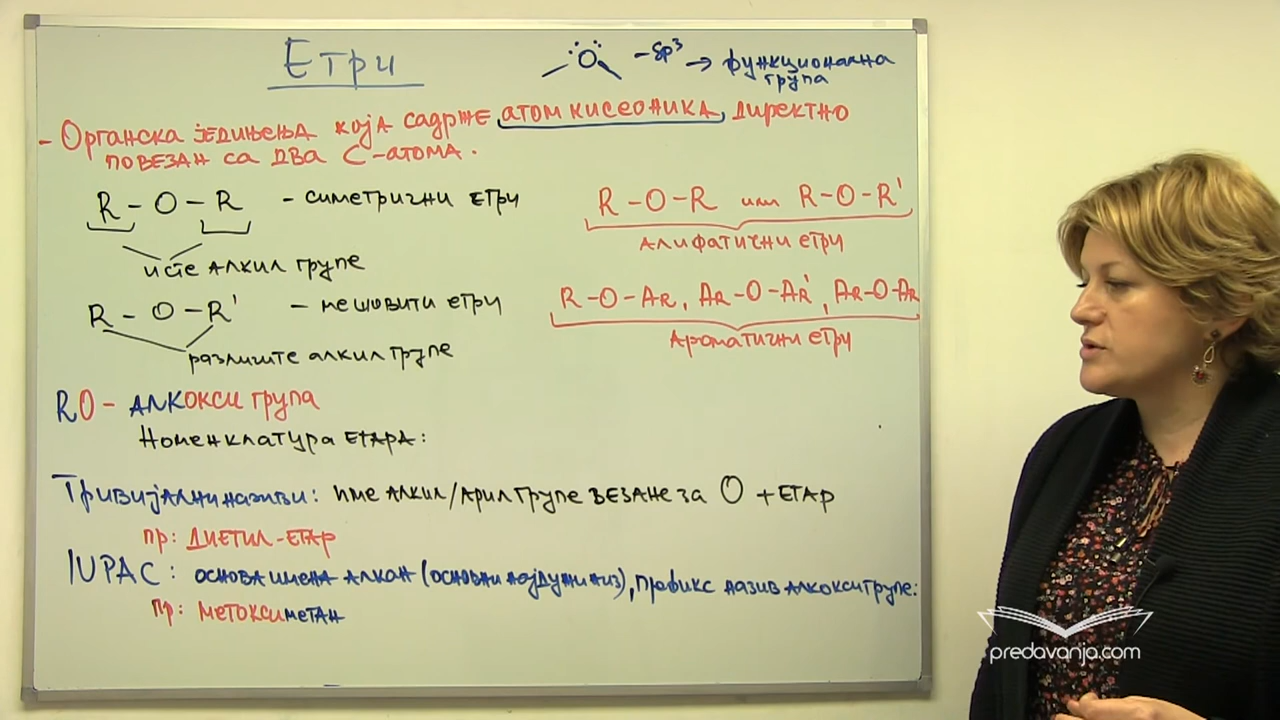 Етри
O - sp³ → функционална група
- Органска једињења која садрже атом кисеоника, директно
повезан са два C-атома.
R - O - R - симетрични етри
исте алкил групе
R - O - R' - мешовити етри
различите алкил групе
R-O-R или R-O-R'
алифатични етри
R-O-Ar, Ar-O-Ar', Ar-O-Ar
Ароматични етри
RO - алкокси група
Номенклатура етара:
Тривијални називи: име алкил/арил групе везане за O + етар
пр: диетил-етар
IUPAC: основа имена алкан (основни најдужи низ), префикс назив алкокси групе:
пр: метоксиметан
predavanja.com